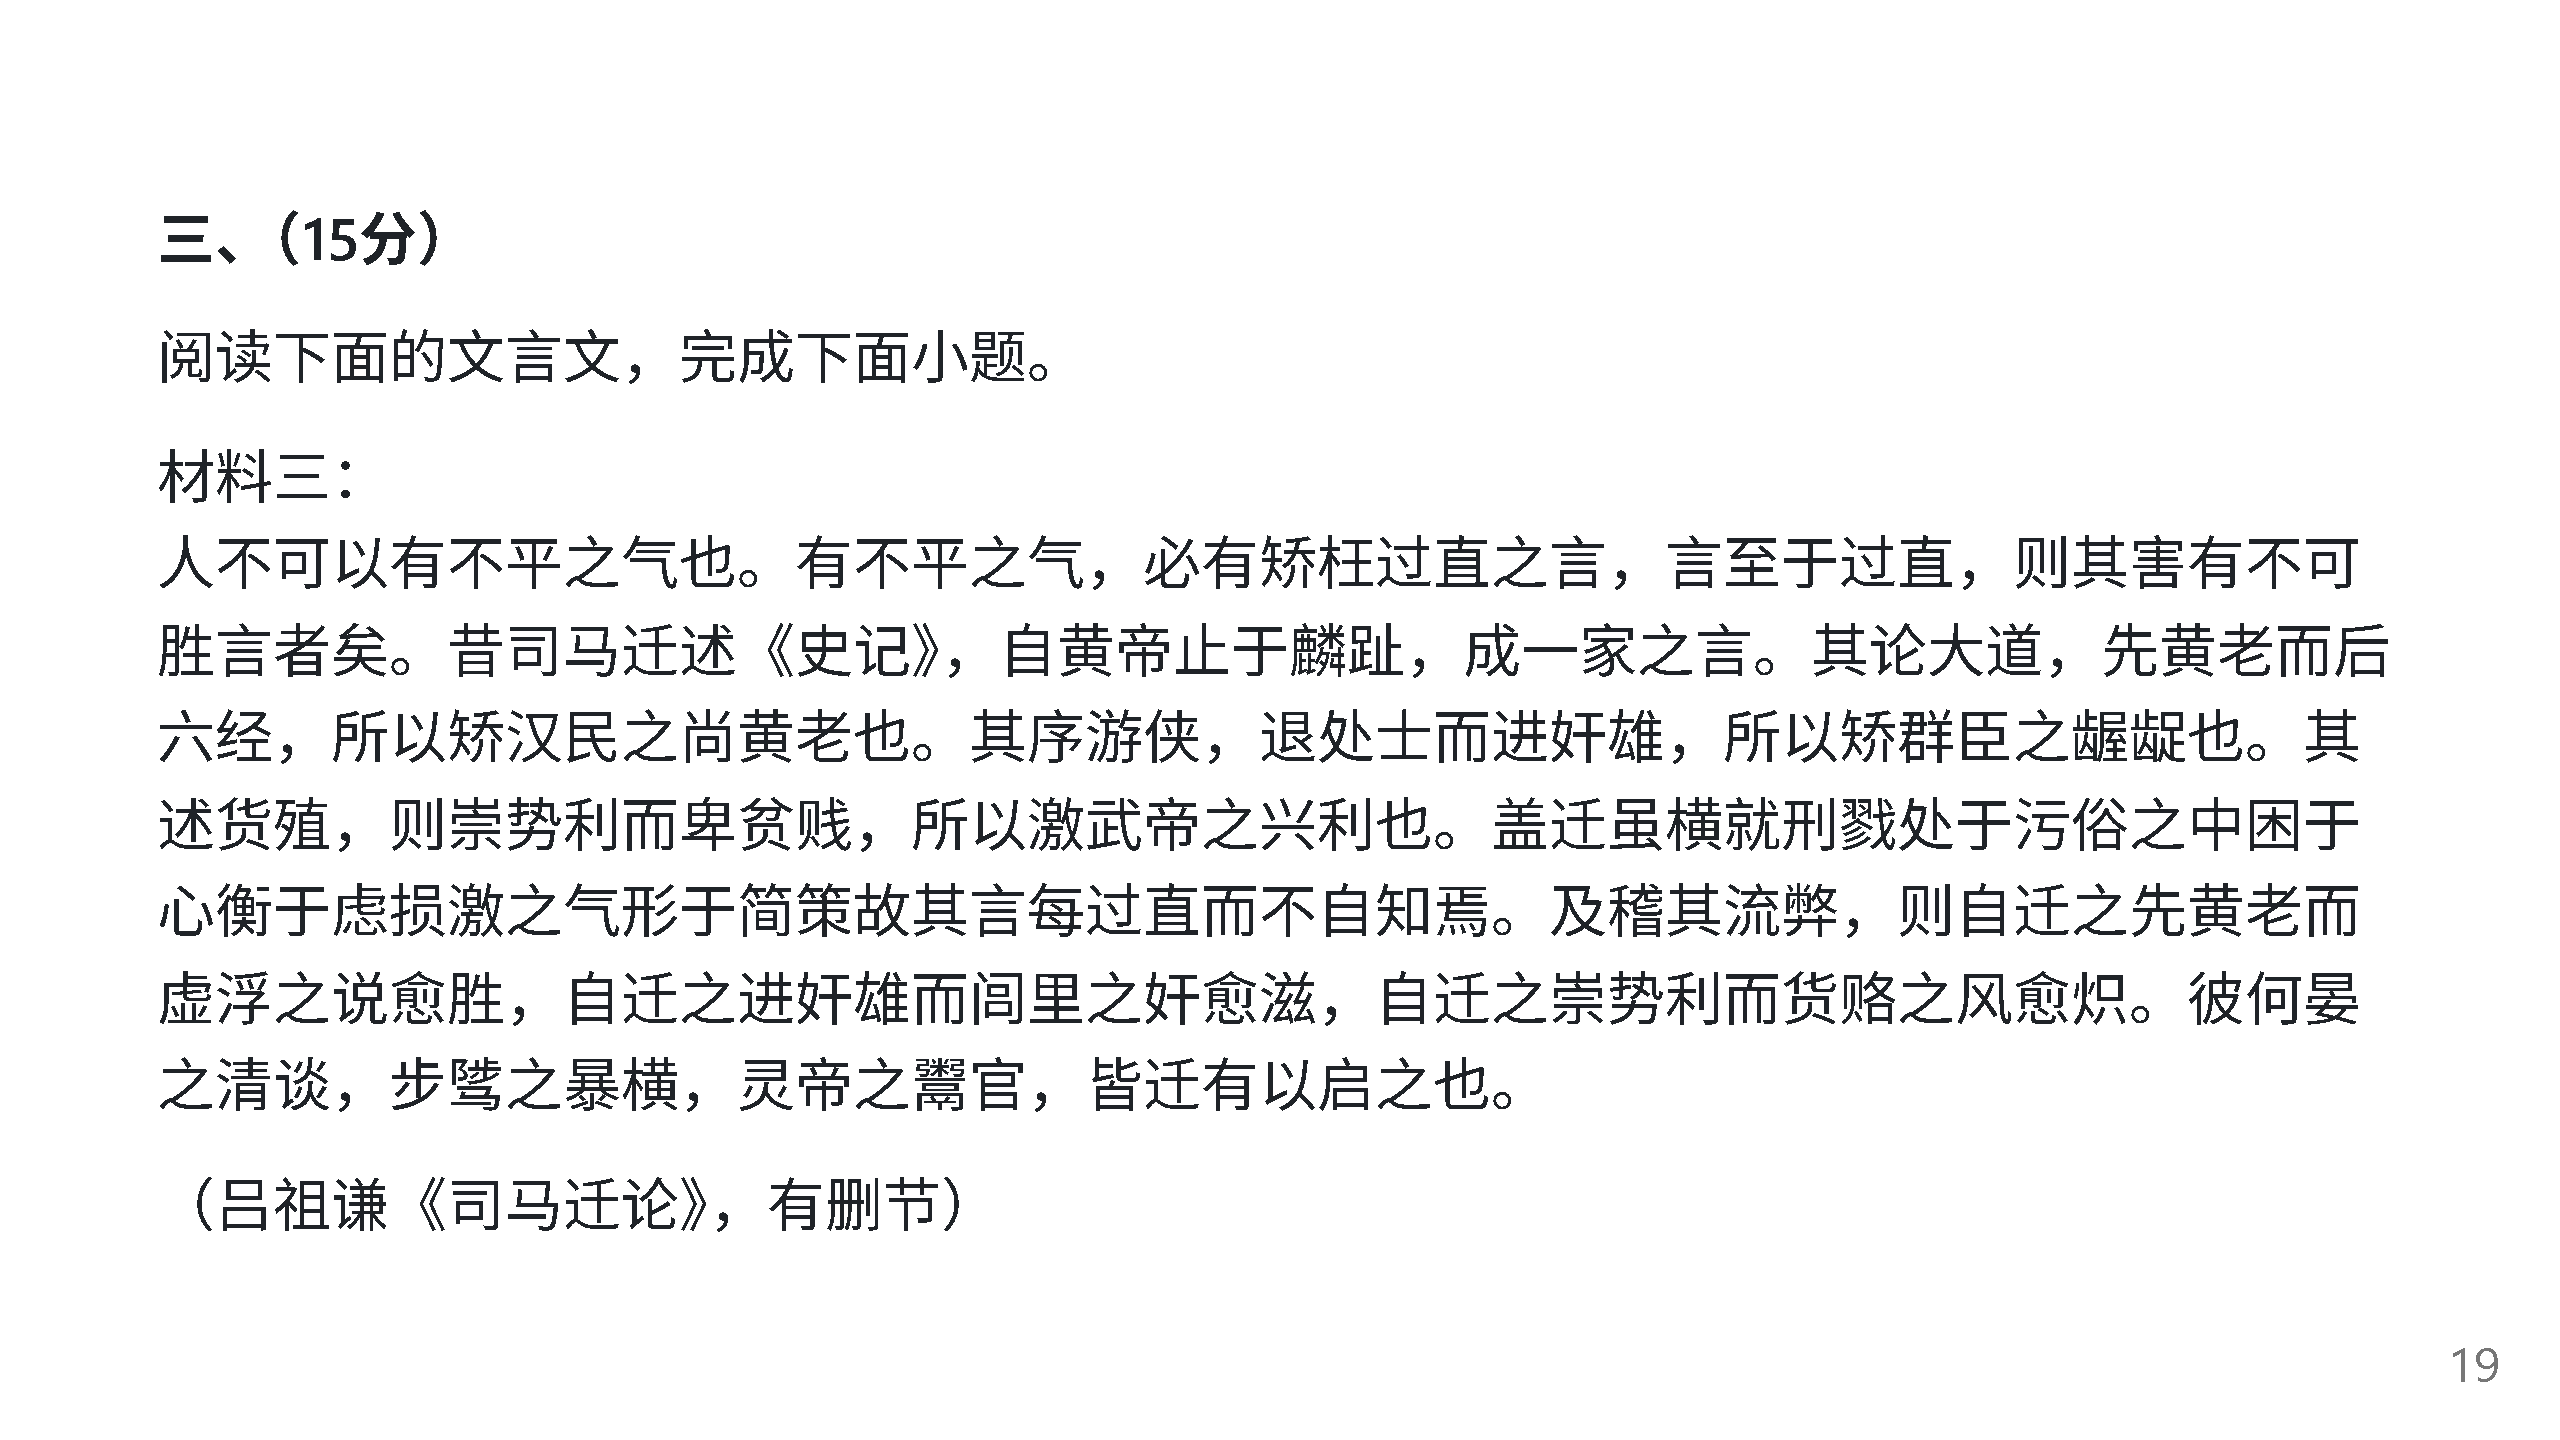 三、（15分）
阅读下面的文言文，完成下面小题。
材料三：
人不可以有不平之气也。有不平之气，必有矫枉过直之言，言至于过直，则其害有不可
胜言者矣。昔司马迁述《史记》，自黄帝止于麟趾，成一家之言。其论大道，先黄老而后
六经，所以矫汉民之尚黄老也。其序游侠，退处士而进奸雄，所以矫群臣之龌龊也。其
述货殖，则崇势利而卑贫贱，所以激武帝之兴利也。盖迁虽横就刑戮处于污俗之中困于
心衡于虑损激之气形于简策故其言每过直而不自知焉。及稽其流弊，则自迁之先黄老而
虚浮之说愈胜，自迁之进奸雄而闾里之奸愈滋，自迁之崇势利而货赂之风愈炽。彼何晏
之清谈，步骘之暴横，灵帝之鬻官，皆迁有以启之也。
（吕祖谦《司马迁论》，有删节）
19